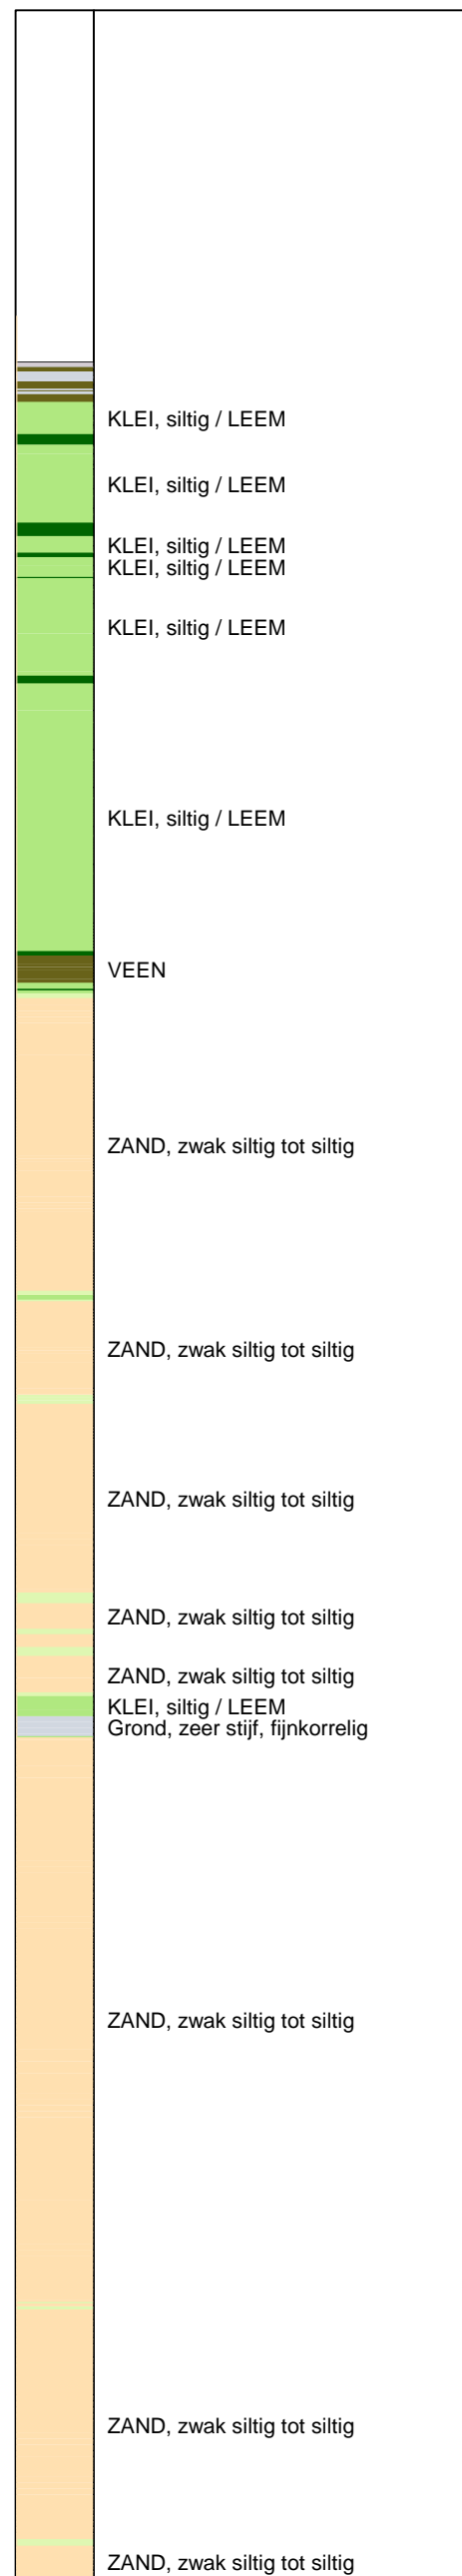 KLEI, siltig / LEEM
KLEI, siltig / LEEM
KLEI, siltig / LEEM
KLEI, siltig / LEEM
KLEI, siltig / LEEM
KLEI, siltig / LEEM
VEEN
ZAND, zwak siltig tot siltig
ZAND, zwak siltig tot siltig
ZAND, zwak siltig tot siltig
ZAND, zwak siltig tot siltig
ZAND, zwak siltig tot siltig
KLEI, siltig / LEEM
Grond, zeer stijf, fijnkorrelig
ZAND, zwak siltig tot siltig
ZAND, zwak siltig tot siltig
ZAND, zwak siltig tot siltig